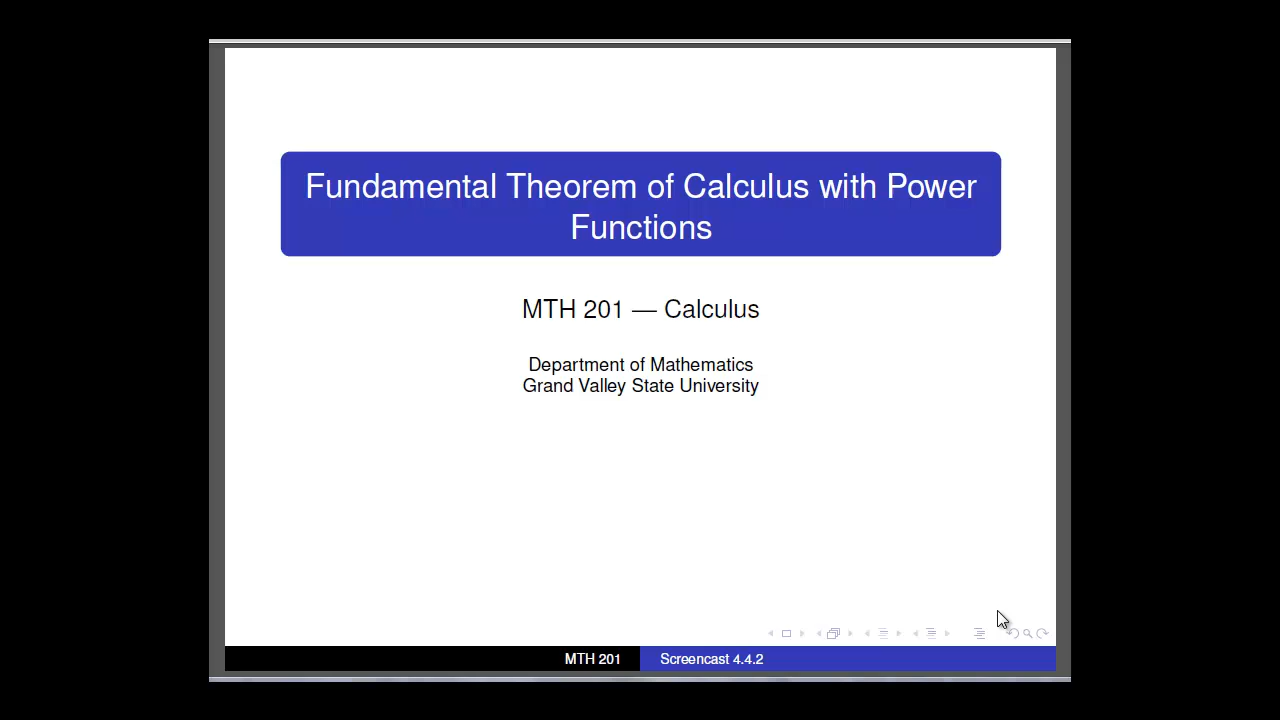 Fundamental Theorem of Calculus with Power
Functions
MTH 201 — Calculus
Department of Mathematics
Grand Valley State University
MTH 201
Screencast 4.4.2